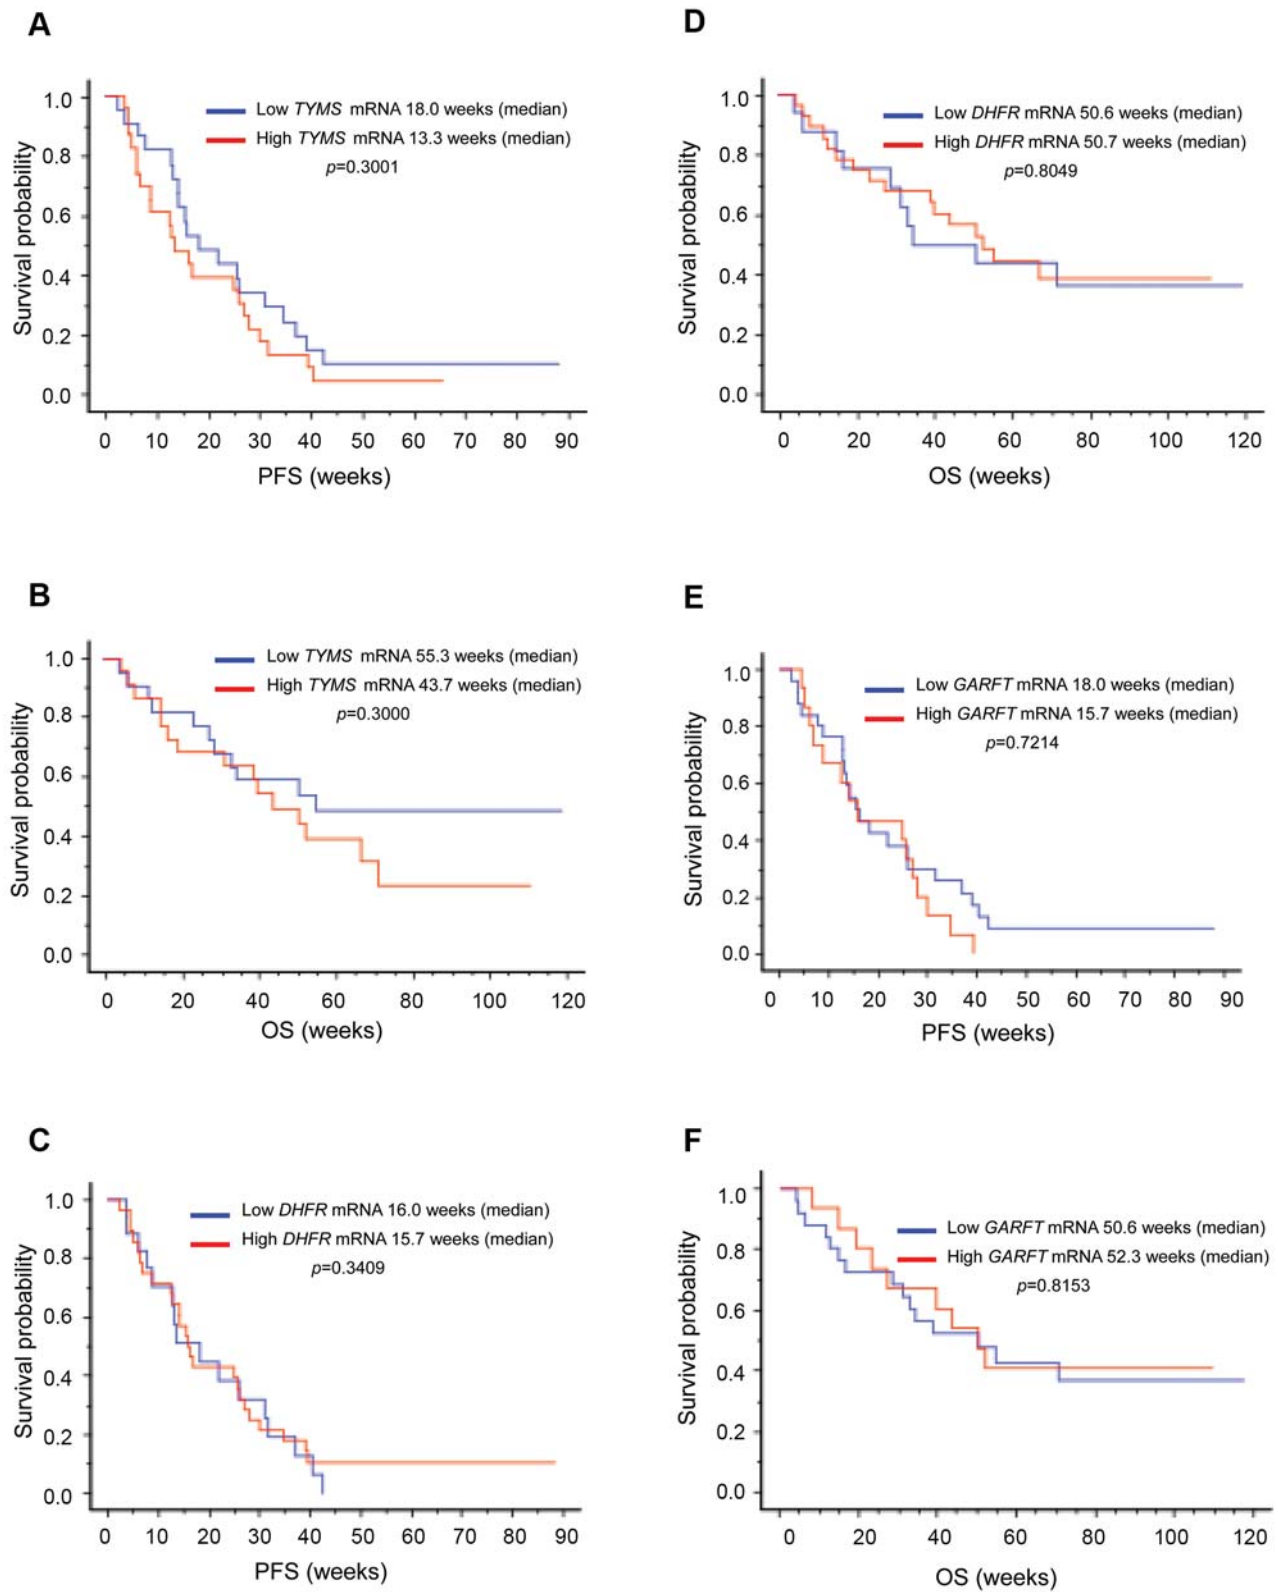 A
1.0
0.8
0.6
0.4
0.2
0.0
Survival probability
Low TYMS mRNA 18.0 weeks (median)
High TYMS mRNA 13.3 weeks (median)
p=0.3001
0 10 20 30 40 50 60 70 80 90
PFS (weeks)
B
1.0
0.8
0.6
0.4
0.2
0.0
Survival probability
Low TYMS mRNA 55.3 weeks (median)
High TYMS mRNA 43.7 weeks (median)
p=0.3000
0 20 40 60 80 100 120
OS (weeks)
C
1.0
0.8
0.6
0.4
0.2
0.0
Survival probability
Low DHFR mRNA 16.0 weeks (median)
High DHFR mRNA 15.7 weeks (median)
p=0.3409
0 10 20 30 40 50 60 70 80 90
PFS (weeks)
D
1.0
0.8
0.6
0.4
0.2
0.0
Survival probability
Low DHFR mRNA 50.6 weeks (median)
High DHFR mRNA 50.7 weeks (median)
p=0.8049
0 20 40 60 80 100 120
OS (weeks)
E
1.0
0.8
0.6
0.4
0.2
0.0
Survival probability
Low GARFT mRNA 18.0 weeks (median)
High GARFT mRNA 15.7 weeks (median)
p=0.7214
0 10 20 30 40 50 60 70 80 90
PFS (weeks)
F
1.0
0.8
0.6
0.4
0.2
0.0
Survival probability
Low GARFT mRNA 50.6 weeks (median)
High GARFT mRNA 52.3 weeks (median)
p=0.8153
0 20 40 60 80 100 120
OS (weeks)